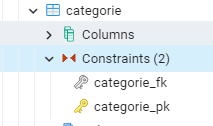 categorie
Columns
Constraints (2)
categorie_fk
categorie_pk